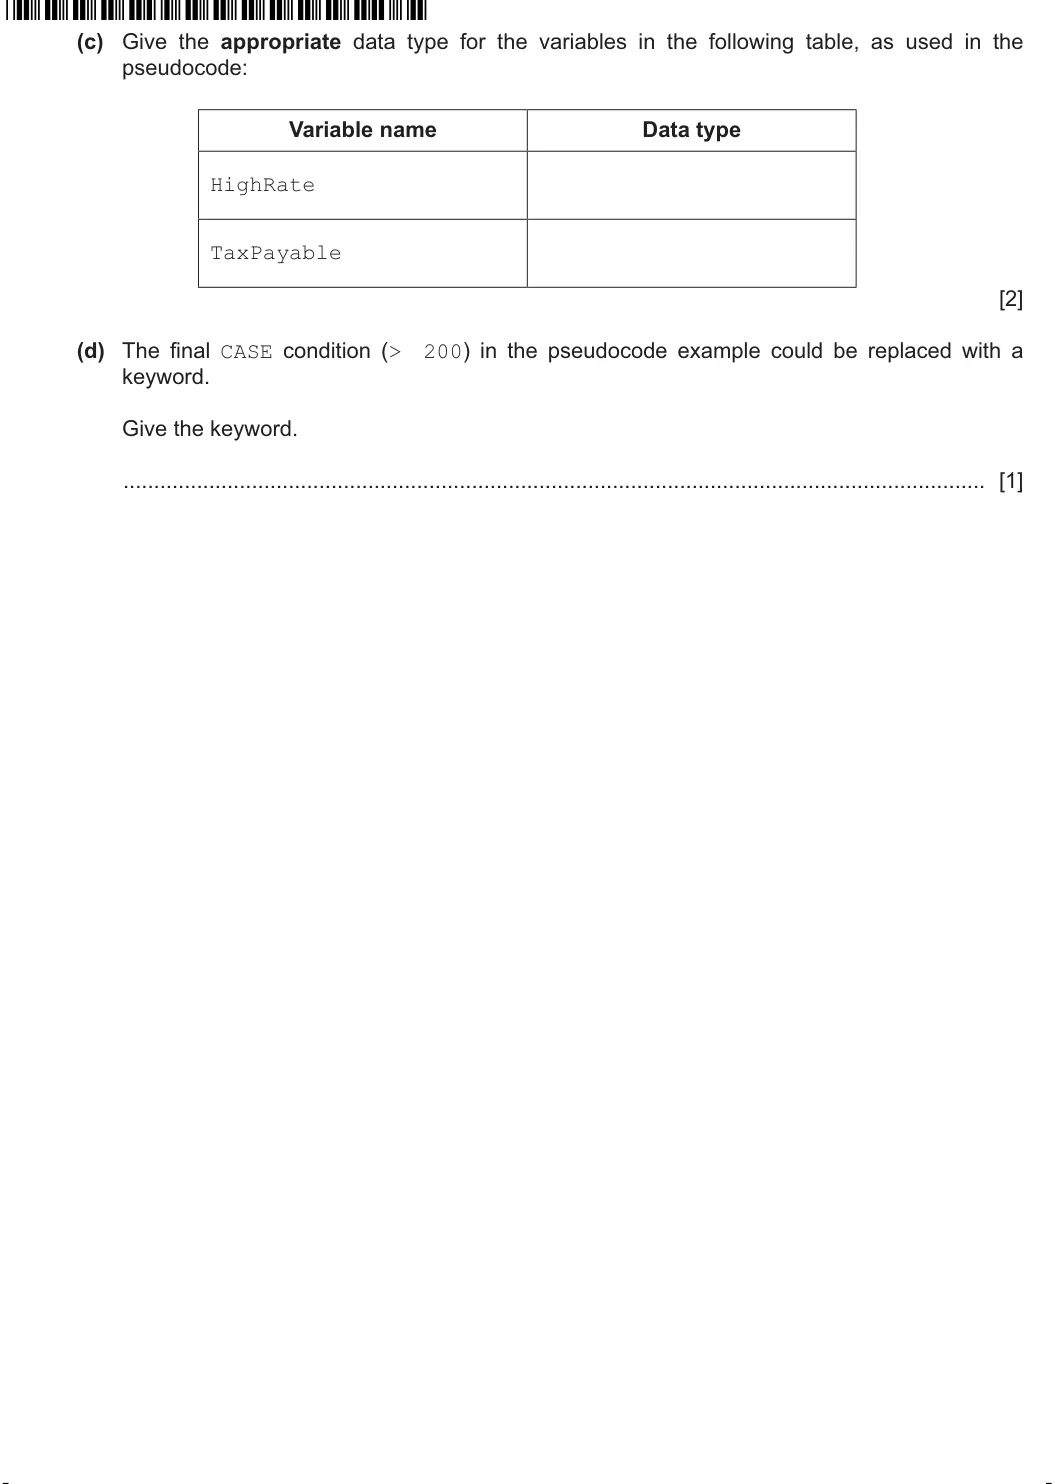 (c) Give the appropriate data type for the variables in the following table, as used in the
pseudocode:
Variable name Data type
HighRate
TaxPayable
[2]
(d) The final CASE condition (> 200) in the pseudocode example could be replaced with a
keyword.
Give the keyword.
.............................................................................................................................................. [1]